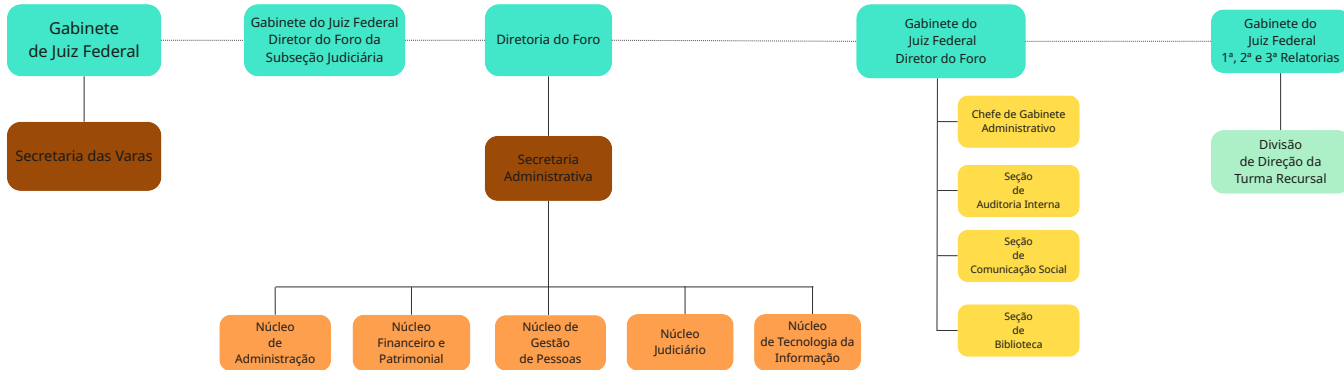 Gabinete
de Juiz Federal
Gabinete do Juiz Federal
Diretor do Foro da
Subseção Judiciária
Diretoria do Foro
Gabinete do
Juiz Federal
Diretor do Foro
Gabinete do
Juiz Federal
1ª, 2ª e 3ª Relatorias
Secretaria das Varas
Secretaria
Administrativa
Chefe de Gabinete
Administrativo
Seção
de
Auditoria Interna
Seção
de
Comunicação Social
Seção
de
Biblioteca
Divisão
de Direção da
Turma Recursal
Núcleo
de
Administração
Núcleo
Financeiro e
Patrimonial
Núcleo de
Gestão
de Pessoas
Núcleo
Judiciário
Núcleo
de Tecnologia da
Informação